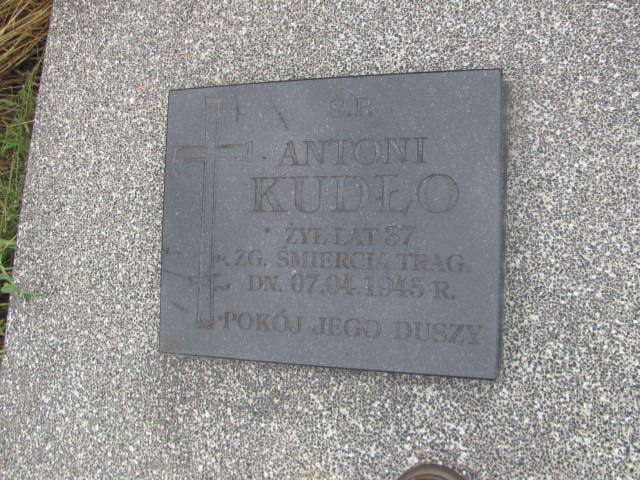 Ś.P.
ANTONI
KUDŁO
ŻYŁ LAT 37
ZG. ŚMIERCIĄ TRAG.
DN. 07.04.1945 R.
POKÓJ JEGO DUSZY